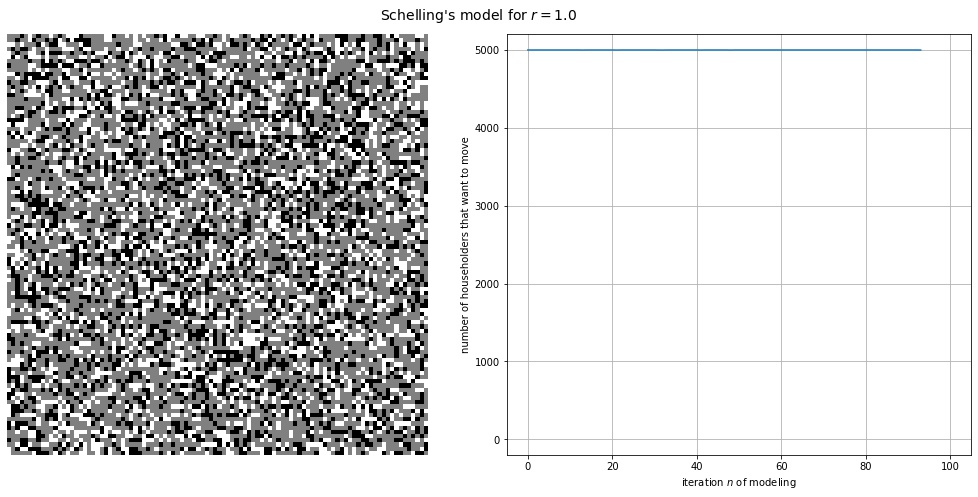 Schelling's model for r = 1.0
5000
4000
3000
2000
1000
0
number of householders that want to move
0 20 40 60 80 100
iteration n of modeling